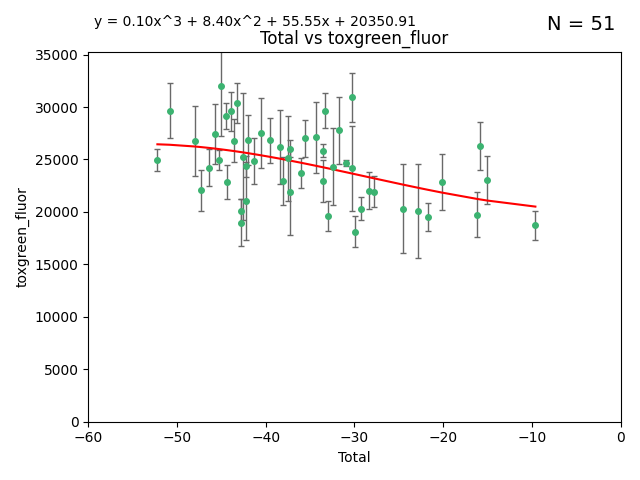 y = 0.10x^3 + 8.40x^2 + 55.55x + 20350.91
N = 51
Total vs toxgreen_fluor
35000
30000
25000
20000
15000
10000
5000
0
toxgreen_fluor
−60 −50 −40 −30 −20 −10 0
Total